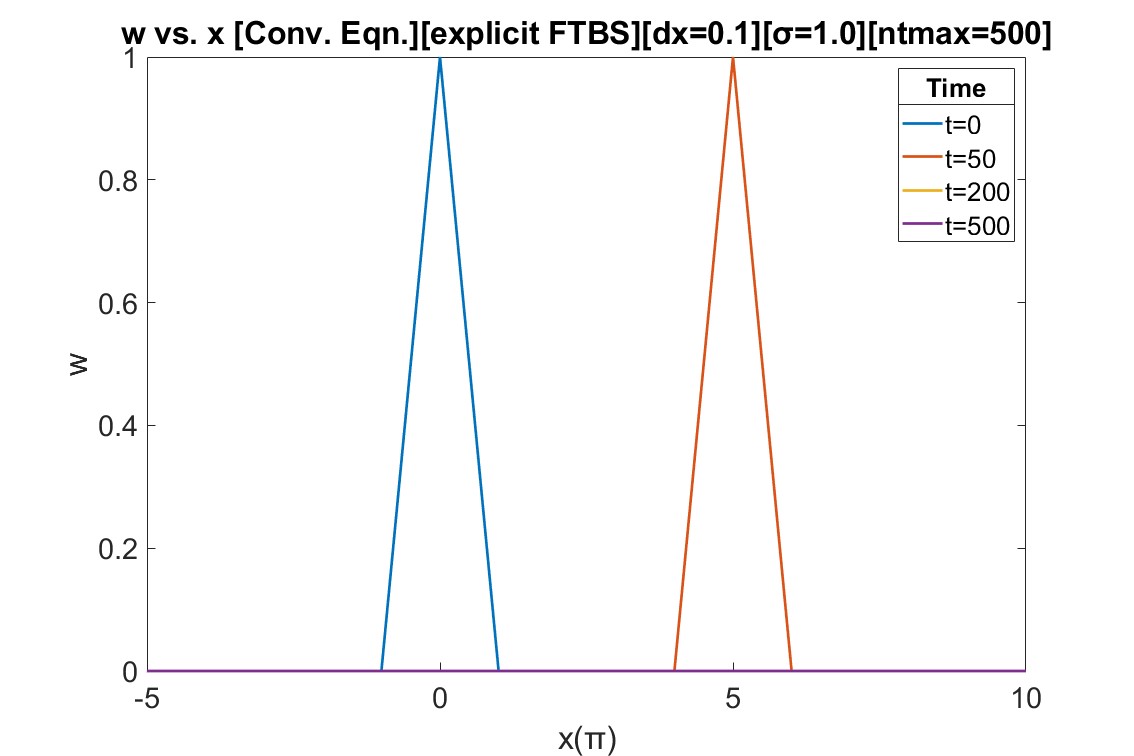 w vs. x [Conv. Eqn.][explicit FTBS][dx=0.1][σ=1.0][ntmax=500]
1
0.8
0.6
0.4
0.2
0
w
-5 0 5 10
x(π)
Time
t=0
t=50
t=200
t=500